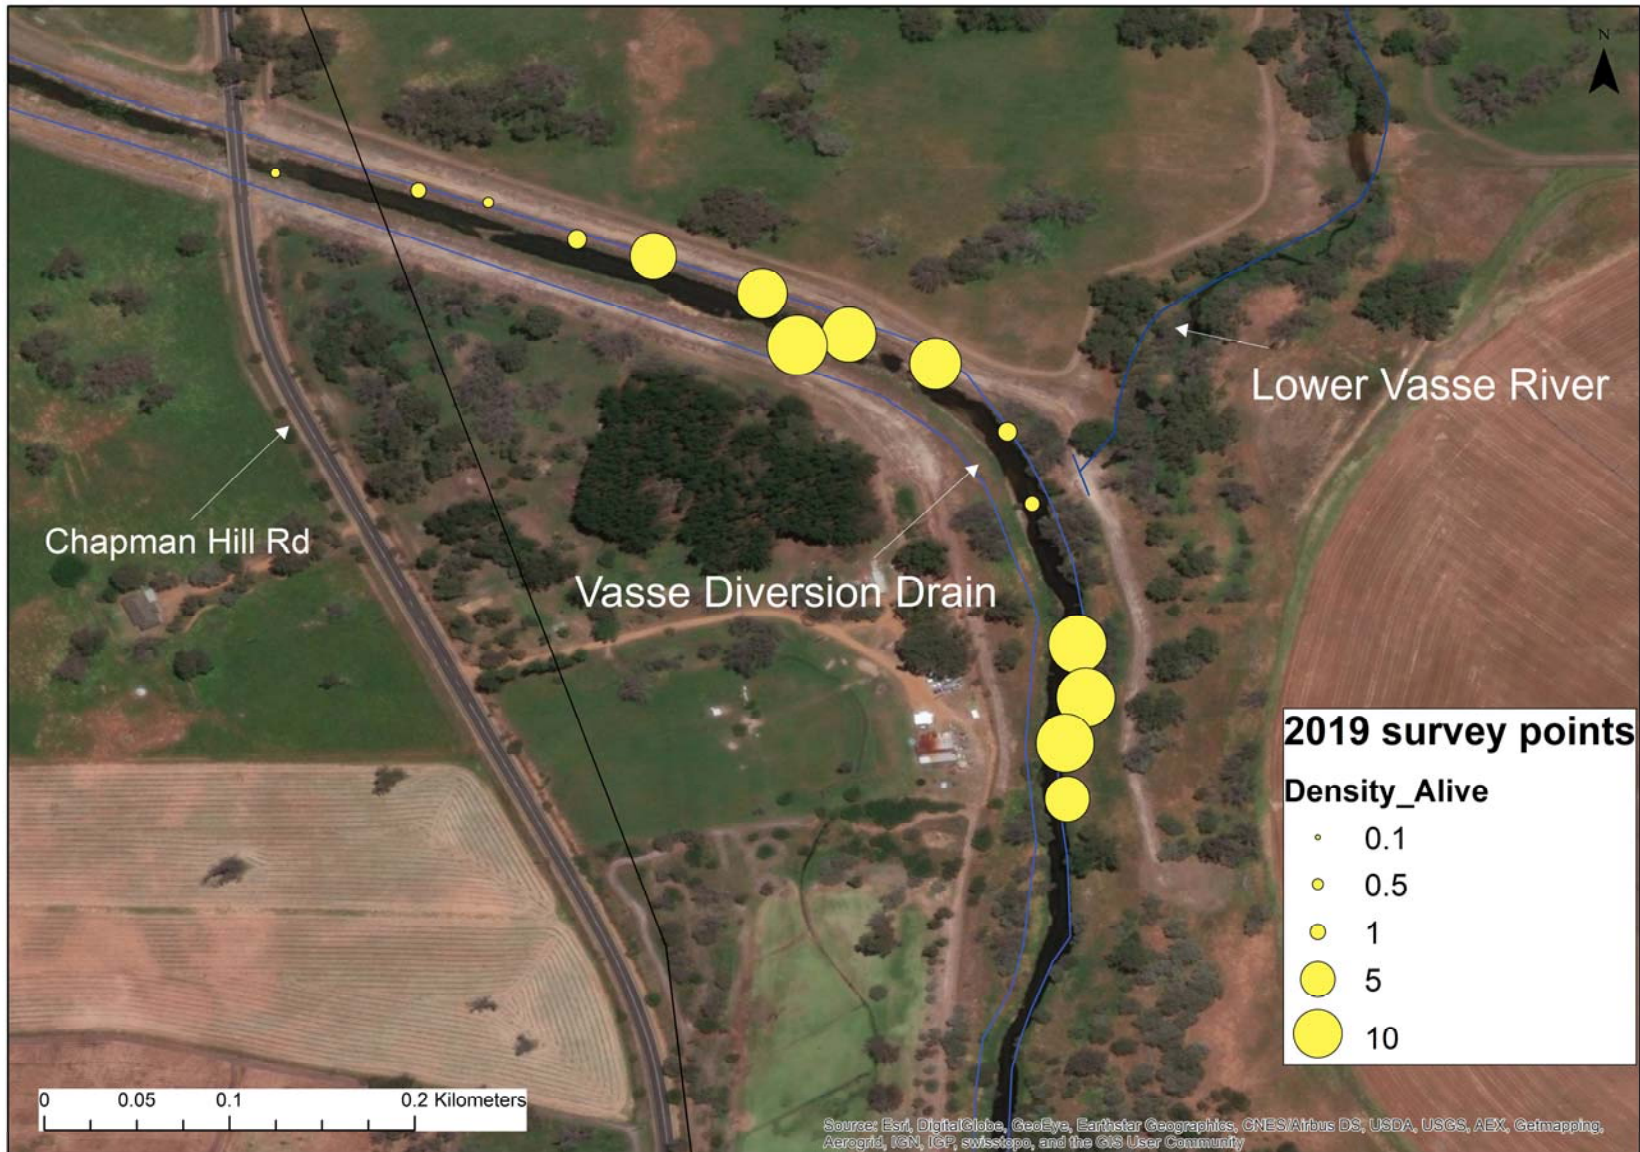 N
Lower Vasse River
Chapman Hill Rd
Vasse Diversion Drain
2019 survey points
Density_Alive
0.1
0.5
1
5
10
0 0.05 0.1 0.2 Kilometers
Source: Esri, DigitalGlobe, GeoEye, Earthstar Geographics, CNES/Airbus DS, USDA, USGS, AEX, Getmapping,
Aerogrid, IGN, IGP, swisstopo, and the GIS User Community